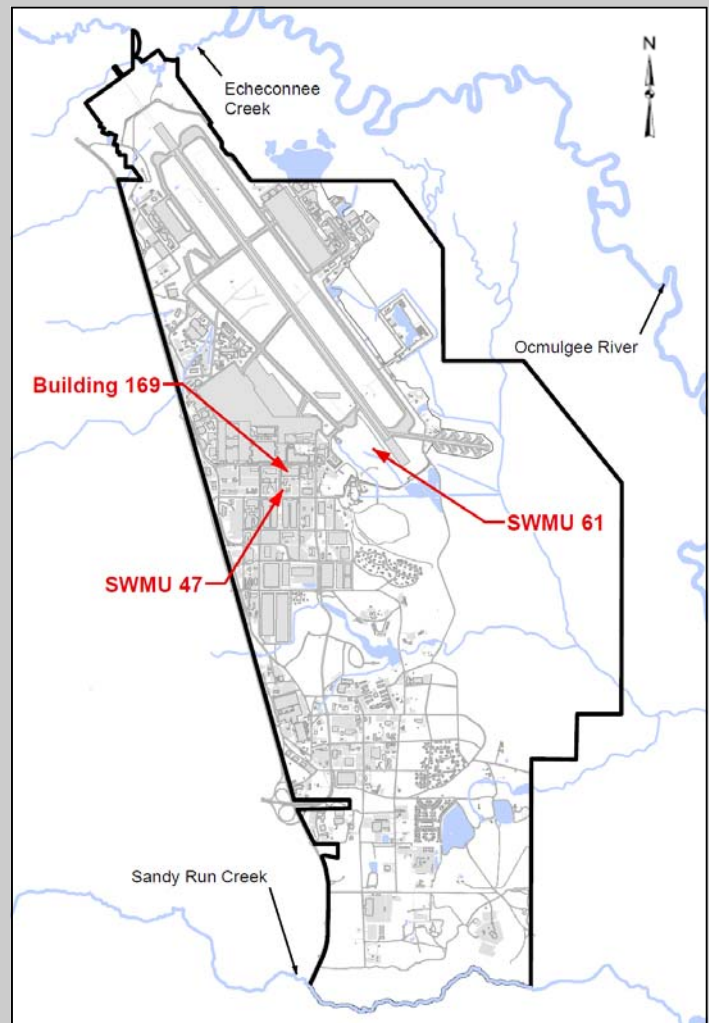 N
Echeconnee
Creek
Ocmulgee River
Building 169
SWMU 61
SWMU 47
Sandy Run Creek